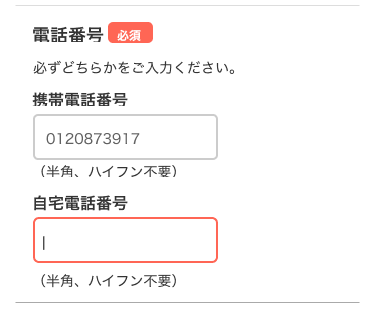 電話番号 必須
必ずどちらかをご入力ください。
携帯電話番号
0120873917
（半角、ハイフン不要）
自宅電話番号
（半角、ハイフン不要）